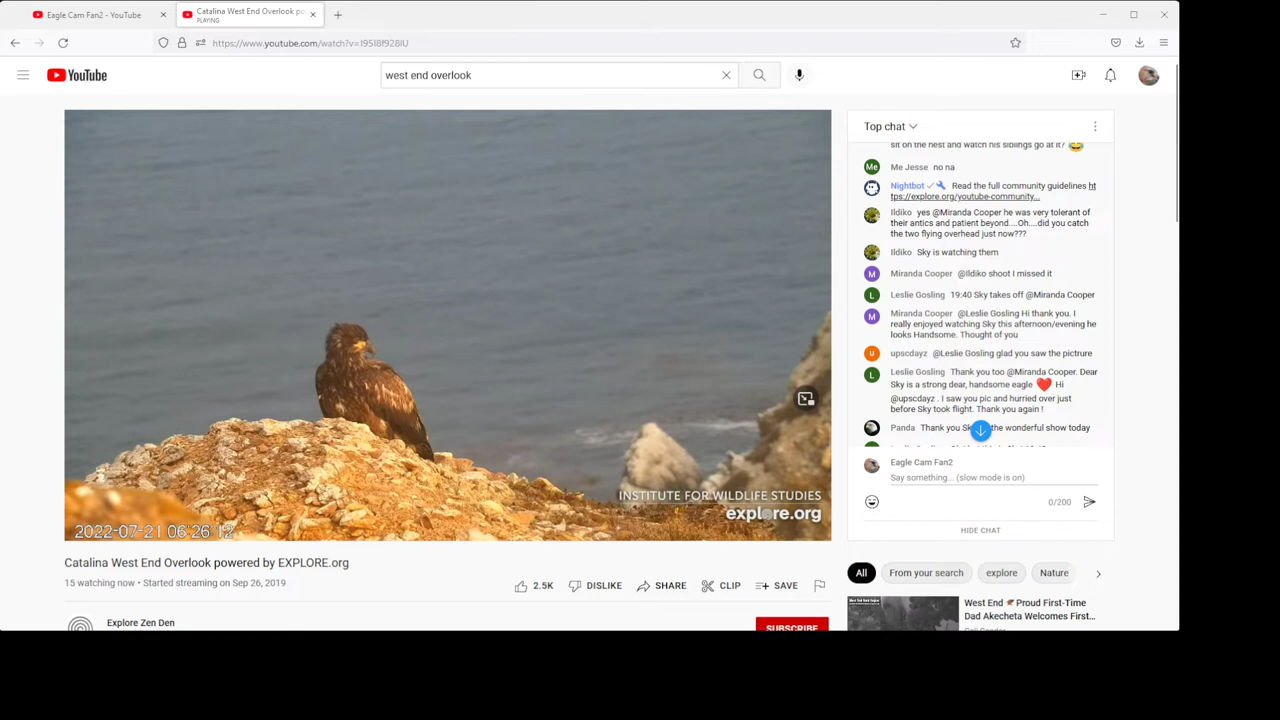 Eagle Cam Fan2 - YouTube
Catalina West End Overlook po
PLAYING
https://www.youtube.com/watch?v=
YouTube
west end overlook
Top chat
sit on the nest and watch his siblings go at it?
Me Me Jesse no na
Nightbot Read the full community guidelines ht
tps://explore.org/youtube-community...
Ildiko yes @Miranda Cooper he was very tolerant of
their antics and patient beyond....Oh....did you catch
the two flying overhead just now???
Ildiko Sky is watching them
M Miranda Cooper @Ildiko shoot I missed it
L Leslie Gosling 19:40 Sky takes off @Miranda Cooper
M Miranda Cooper @Leslie Gosling Hi thank you. I
really enjoyed watching Sky this afternoon/evening he
looks Handsome. Thought of you
u upscdayz @Leslie Gosling glad you saw the pictrure
L Leslie Gosling Thank you too @Miranda Cooper. Dear
Sky is a strong dear, handsome eagle Hi
@upscdayz . I saw you pic and hurried over just
before Sky took flight. Thank you again !
Panda Thank you the wonderful show today
Eagle Cam Fan2
Say something... (slow mode is on)
0/200
HIDE CHAT
INSTITUTE FOR WILDLIFE STUDIES
explore.org
2022-07-21 06:26:12
Catalina West End Overlook powered by EXPLORE.org
15 watching now • Started streaming on Sep 26, 2019
2.5K DISLIKE SHARE CLIP SAVE
Explore Zen Den
SUBSCRIBE
All From your search explore Nature
West End Proud First-Time
Dad Akecheta Welcomes First...